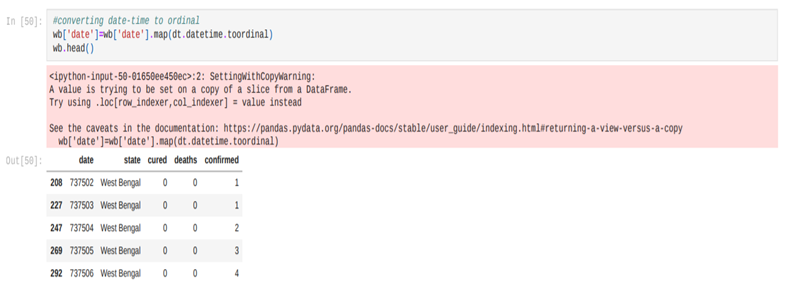 In [50]: #converting date-time to ordinal
wb['date']=wb['date'].map(dt.datetime.toordinal)
wb.head()
<ipython-input-50-01650ee450ec>:2: SettingWithCopyWarning:
A value is trying to be set on a copy of a slice from a DataFrame.
Try using .loc[row_indexer,col_indexer] = value instead
See the caveats in the documentation: https://pandas.pydata.org/pandas-docs/stable/user_guide/indexing.html#returning-a-view-versus-a-copy
wb['date']=wb['date'].map(dt.datetime.toordinal)
Out[50]: date state cured deaths confirmed
208 737502 West Bengal 0 0 1
227 737503 West Bengal 0 0 1
247 737504 West Bengal 0 0 2
269 737505 West Bengal 0 0 3
292 737506 West Bengal 0 0 4